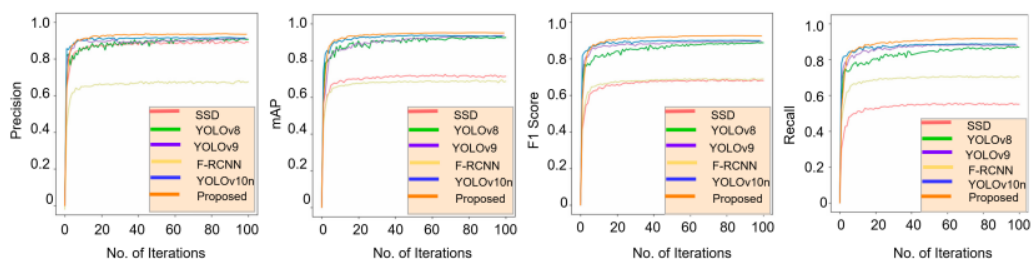 Precision
1.0
0.8
0.6
0.4
0.2
0
0 20 40 60 80 100
No. of Iterations
SSD
YOLOv8
YOLOv9
F-RCNN
YOLOv10n
Proposed
mAP
1.0
0.8
0.6
0.4
0.2
0
0 20 40 60 80 100
No. of Iterations
SSD
YOLOv8
YOLOv9
F-RCNN
YOLOv10n
Proposed
F1 Score
1.0
0.8
0.6
0.4
0.2
0
0 20 40 60 80 100
No. of Iterations
SSD
YOLOv8
YOLOv9
F-RCNN
YOLOv10n
Proposed
Recall
1.0
0.8
0.6
0.4
0.2
0
0 20 40 60 80 100
No. of Iterations
SSD
YOLOv8
YOLOv9
F-RCNN
YOLOv10n
Proposed